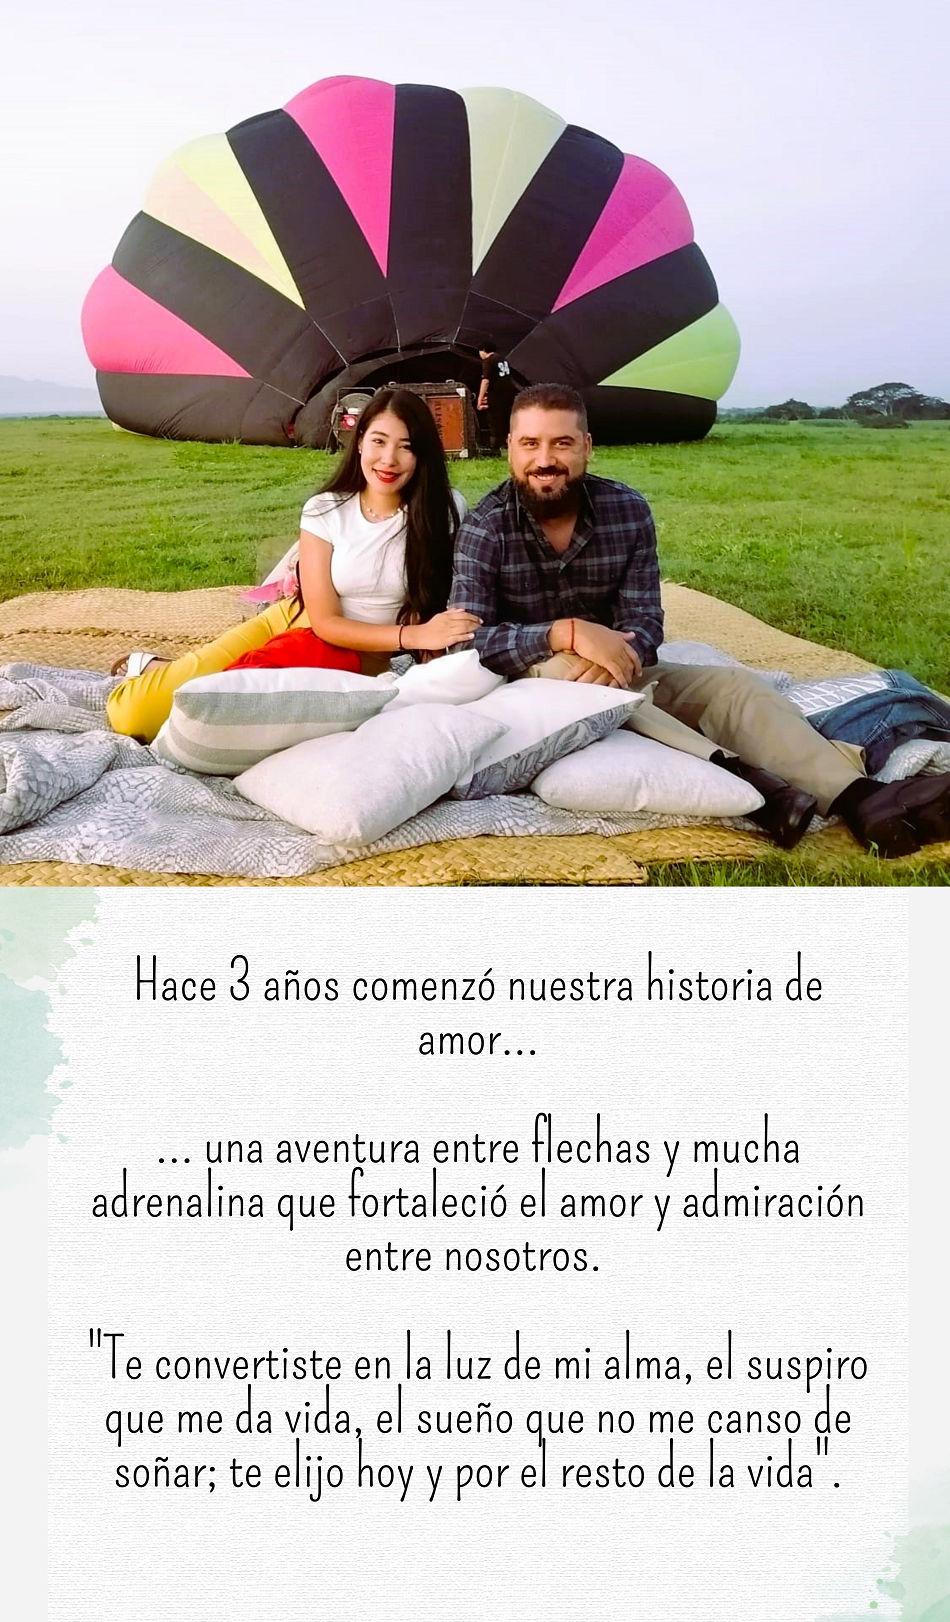 Hace 3 años comenzó nuestra historia de
amor...
... una aventura entre flechas y mucha
adrenalina que fortaleció el amor y admiración
entre nosotros.
"Te convertiste en la luz de mi alma, el suspiro
que me da vida, el sueño que no me canso de
soñar; te elijo hoy y por el resto de la vida".